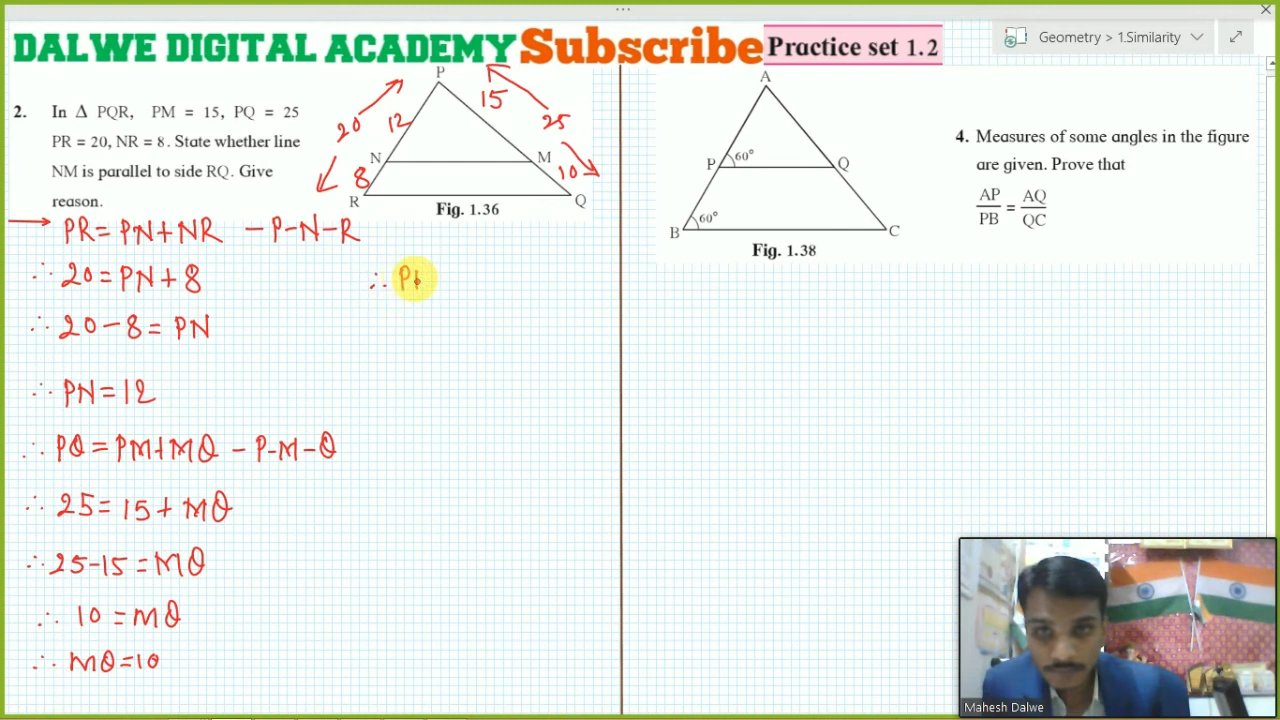 DALWE DIGITAL ACADEMY Subscribe Practice set 1.2
Geometry > 1.Similarity
2. In Δ PQR, PM = 15, PQ = 25
PR = 20, NR = 8. State whether line
NM is parallel to side RQ. Give
reason.
P
15
20
12
25
N
M
8
10
R
Q
Fig. 1.36
PR = PN + NR - P-N-R
∴ 20 = PN + 8
∴ 20 - 8 = PN
∴ PN = 12
∴ PQ = PM + MQ - P-M-Q
∴ 25 = 15 + MQ
∴ 25 - 15 = MQ
∴ 10 = MQ
∴ MQ = 10
∴ P
A
P
60°
Q
B
60°
C
Fig. 1.38
4. Measures of some angles in the figure
are given. Prove that
AP/PB = AQ/QC
Mahesh Dalwe